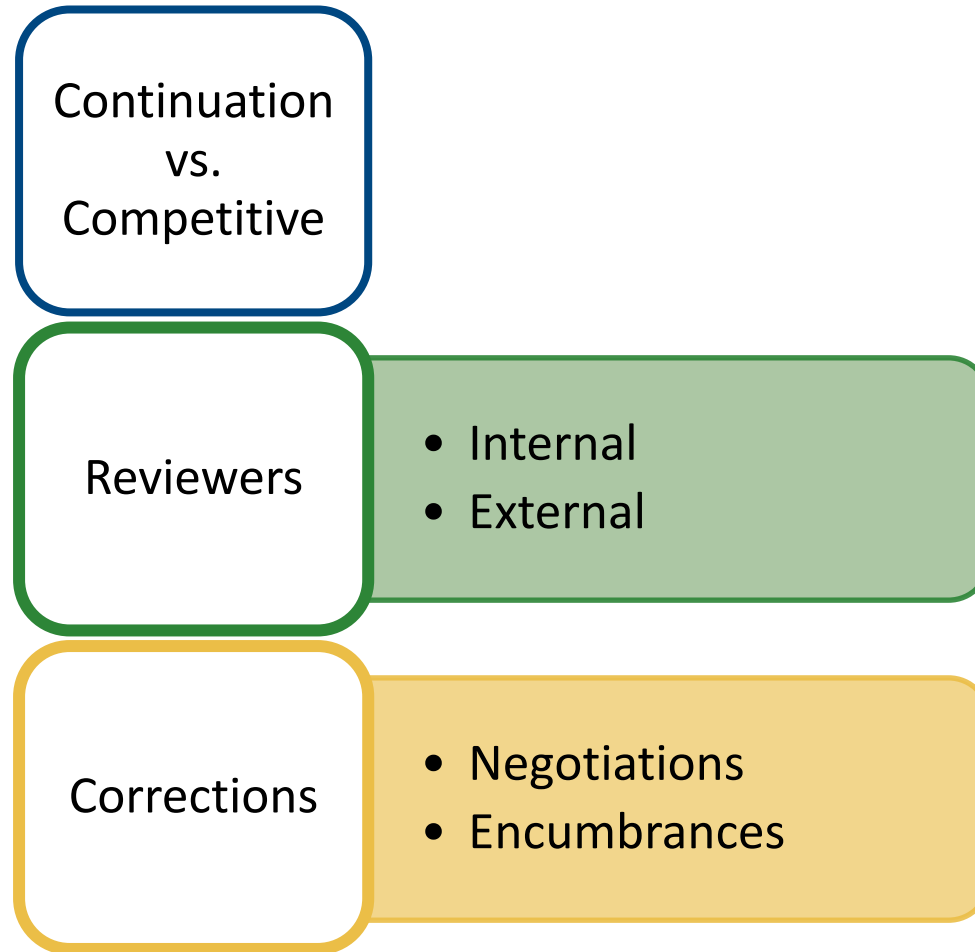 Continuation
vs.
Competitive
Reviewers
• Internal
• External
Corrections
• Negotiations
• Encumbrances